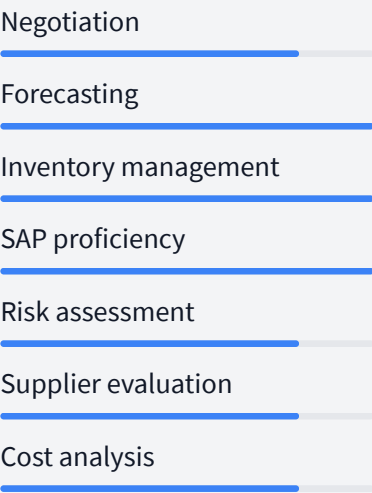 Negotiation
Forecasting
Inventory management
SAP proficiency
Risk assessment
Supplier evaluation
Cost analysis